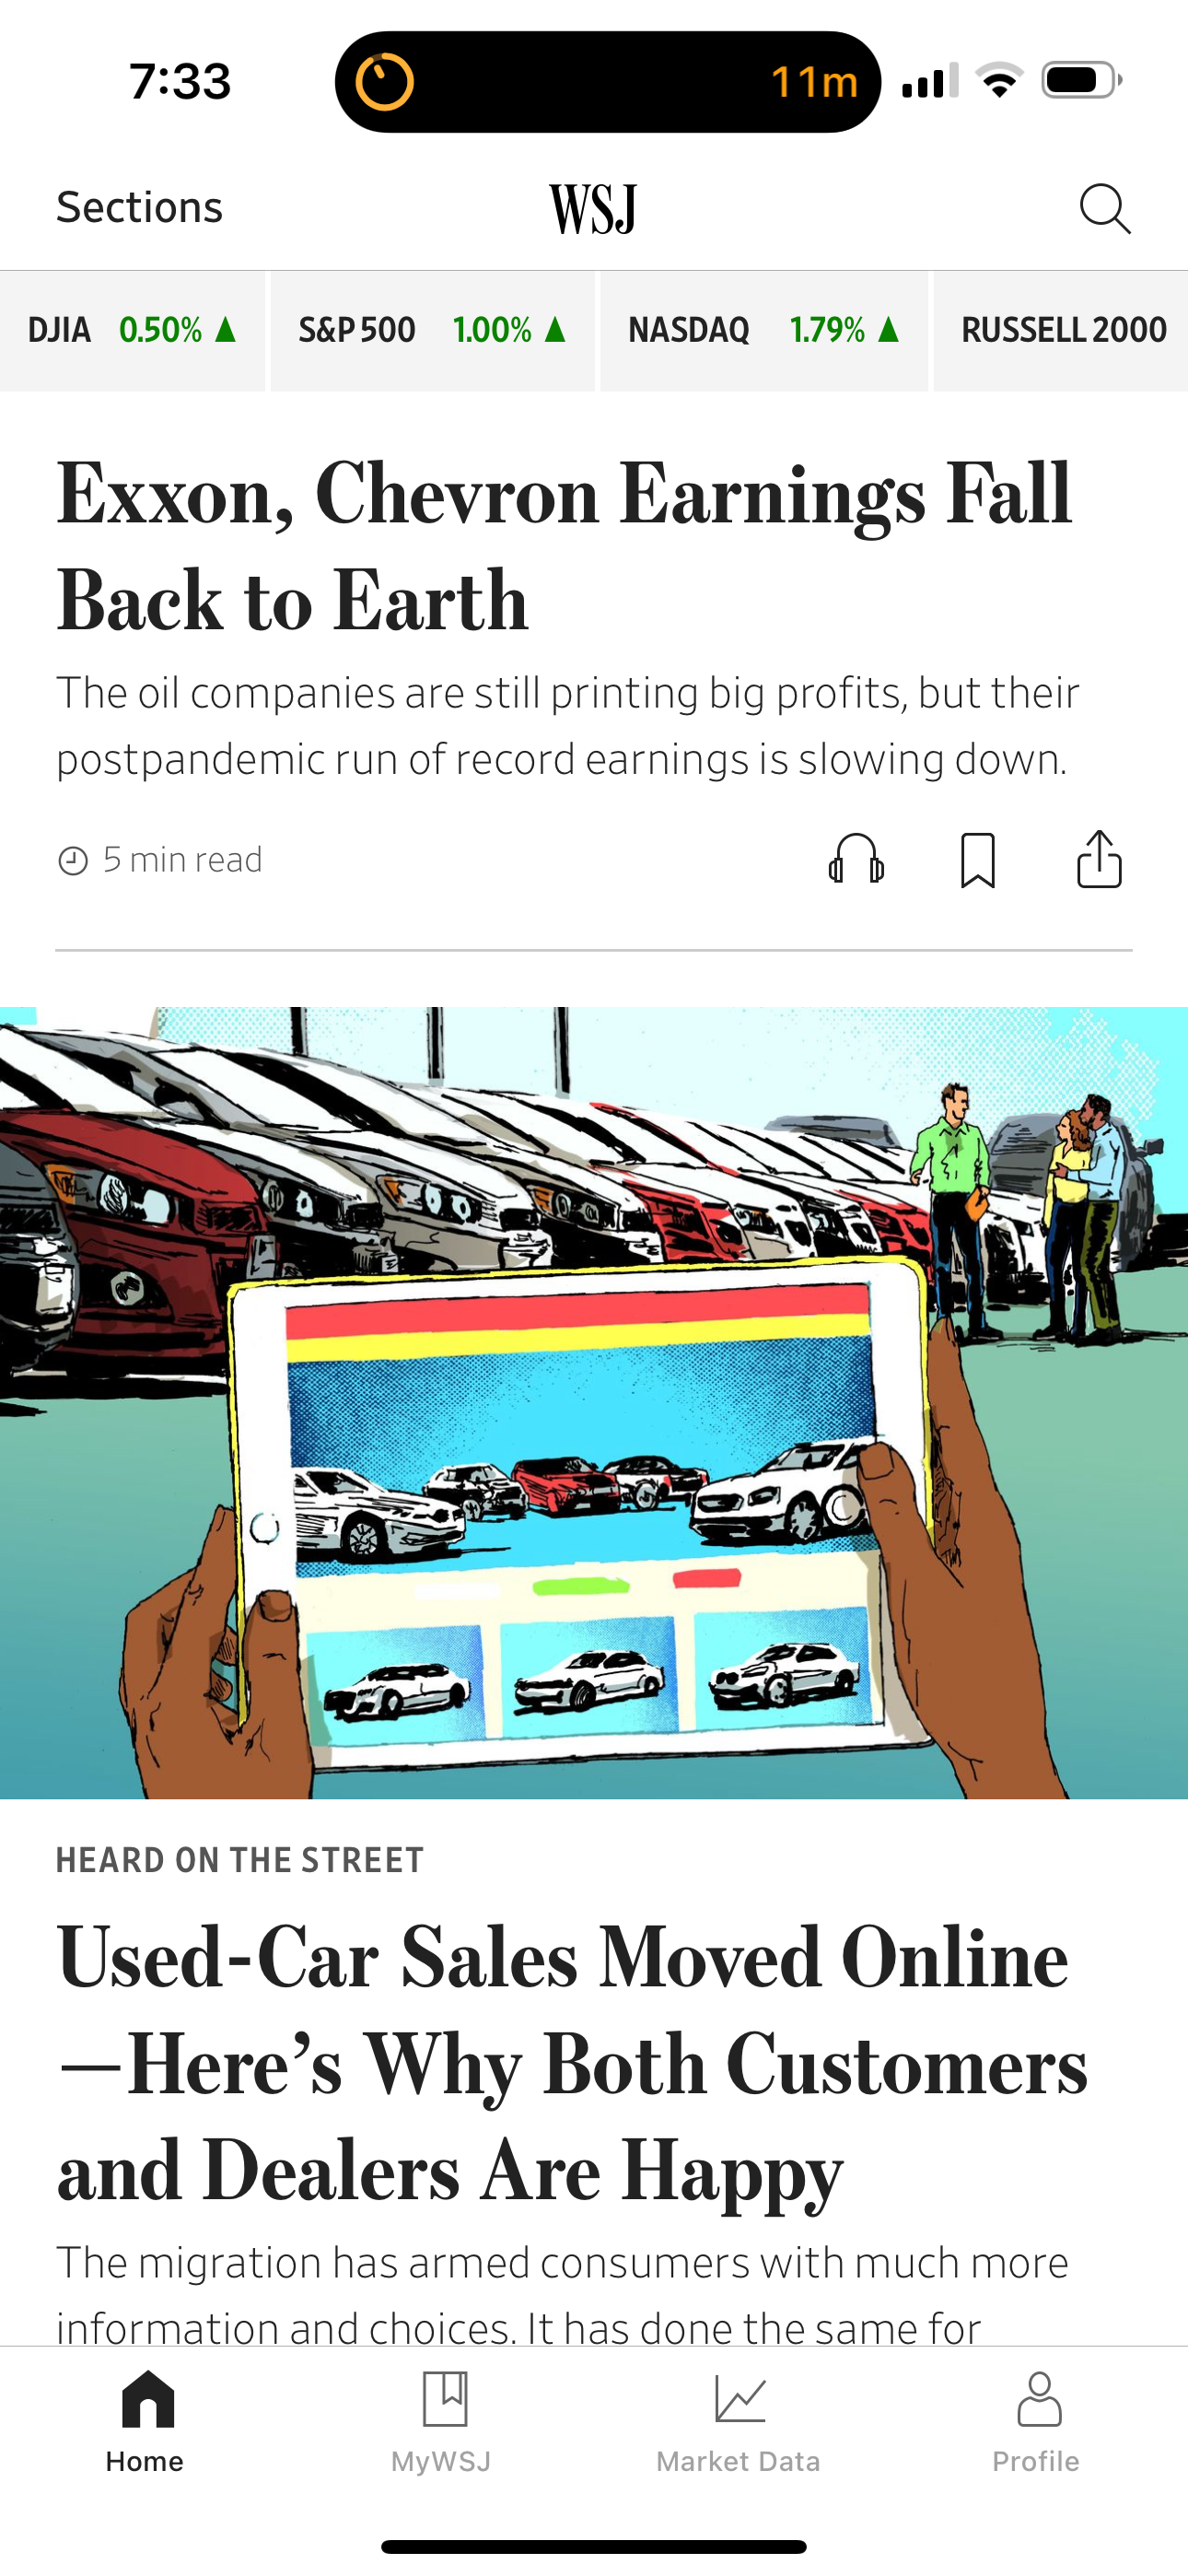 7:33
11m
Sections
WSJ
DJIA 0.50% ▲ S&P 500 1.00% ▲ NASDAQ 1.79% ▲ RUSSELL 2000
Exxon, Chevron Earnings Fall
Back to Earth
The oil companies are still printing big profits, but their
postpandemic run of record earnings is slowing down.
5 min read
HEARD ON THE STREET
Used-Car Sales Moved Online
—Here’s Why Both Customers
and Dealers Are Happy
The migration has armed consumers with much more
information and choices. It has done the same for
Home
MyWSJ
Market Data
Profile